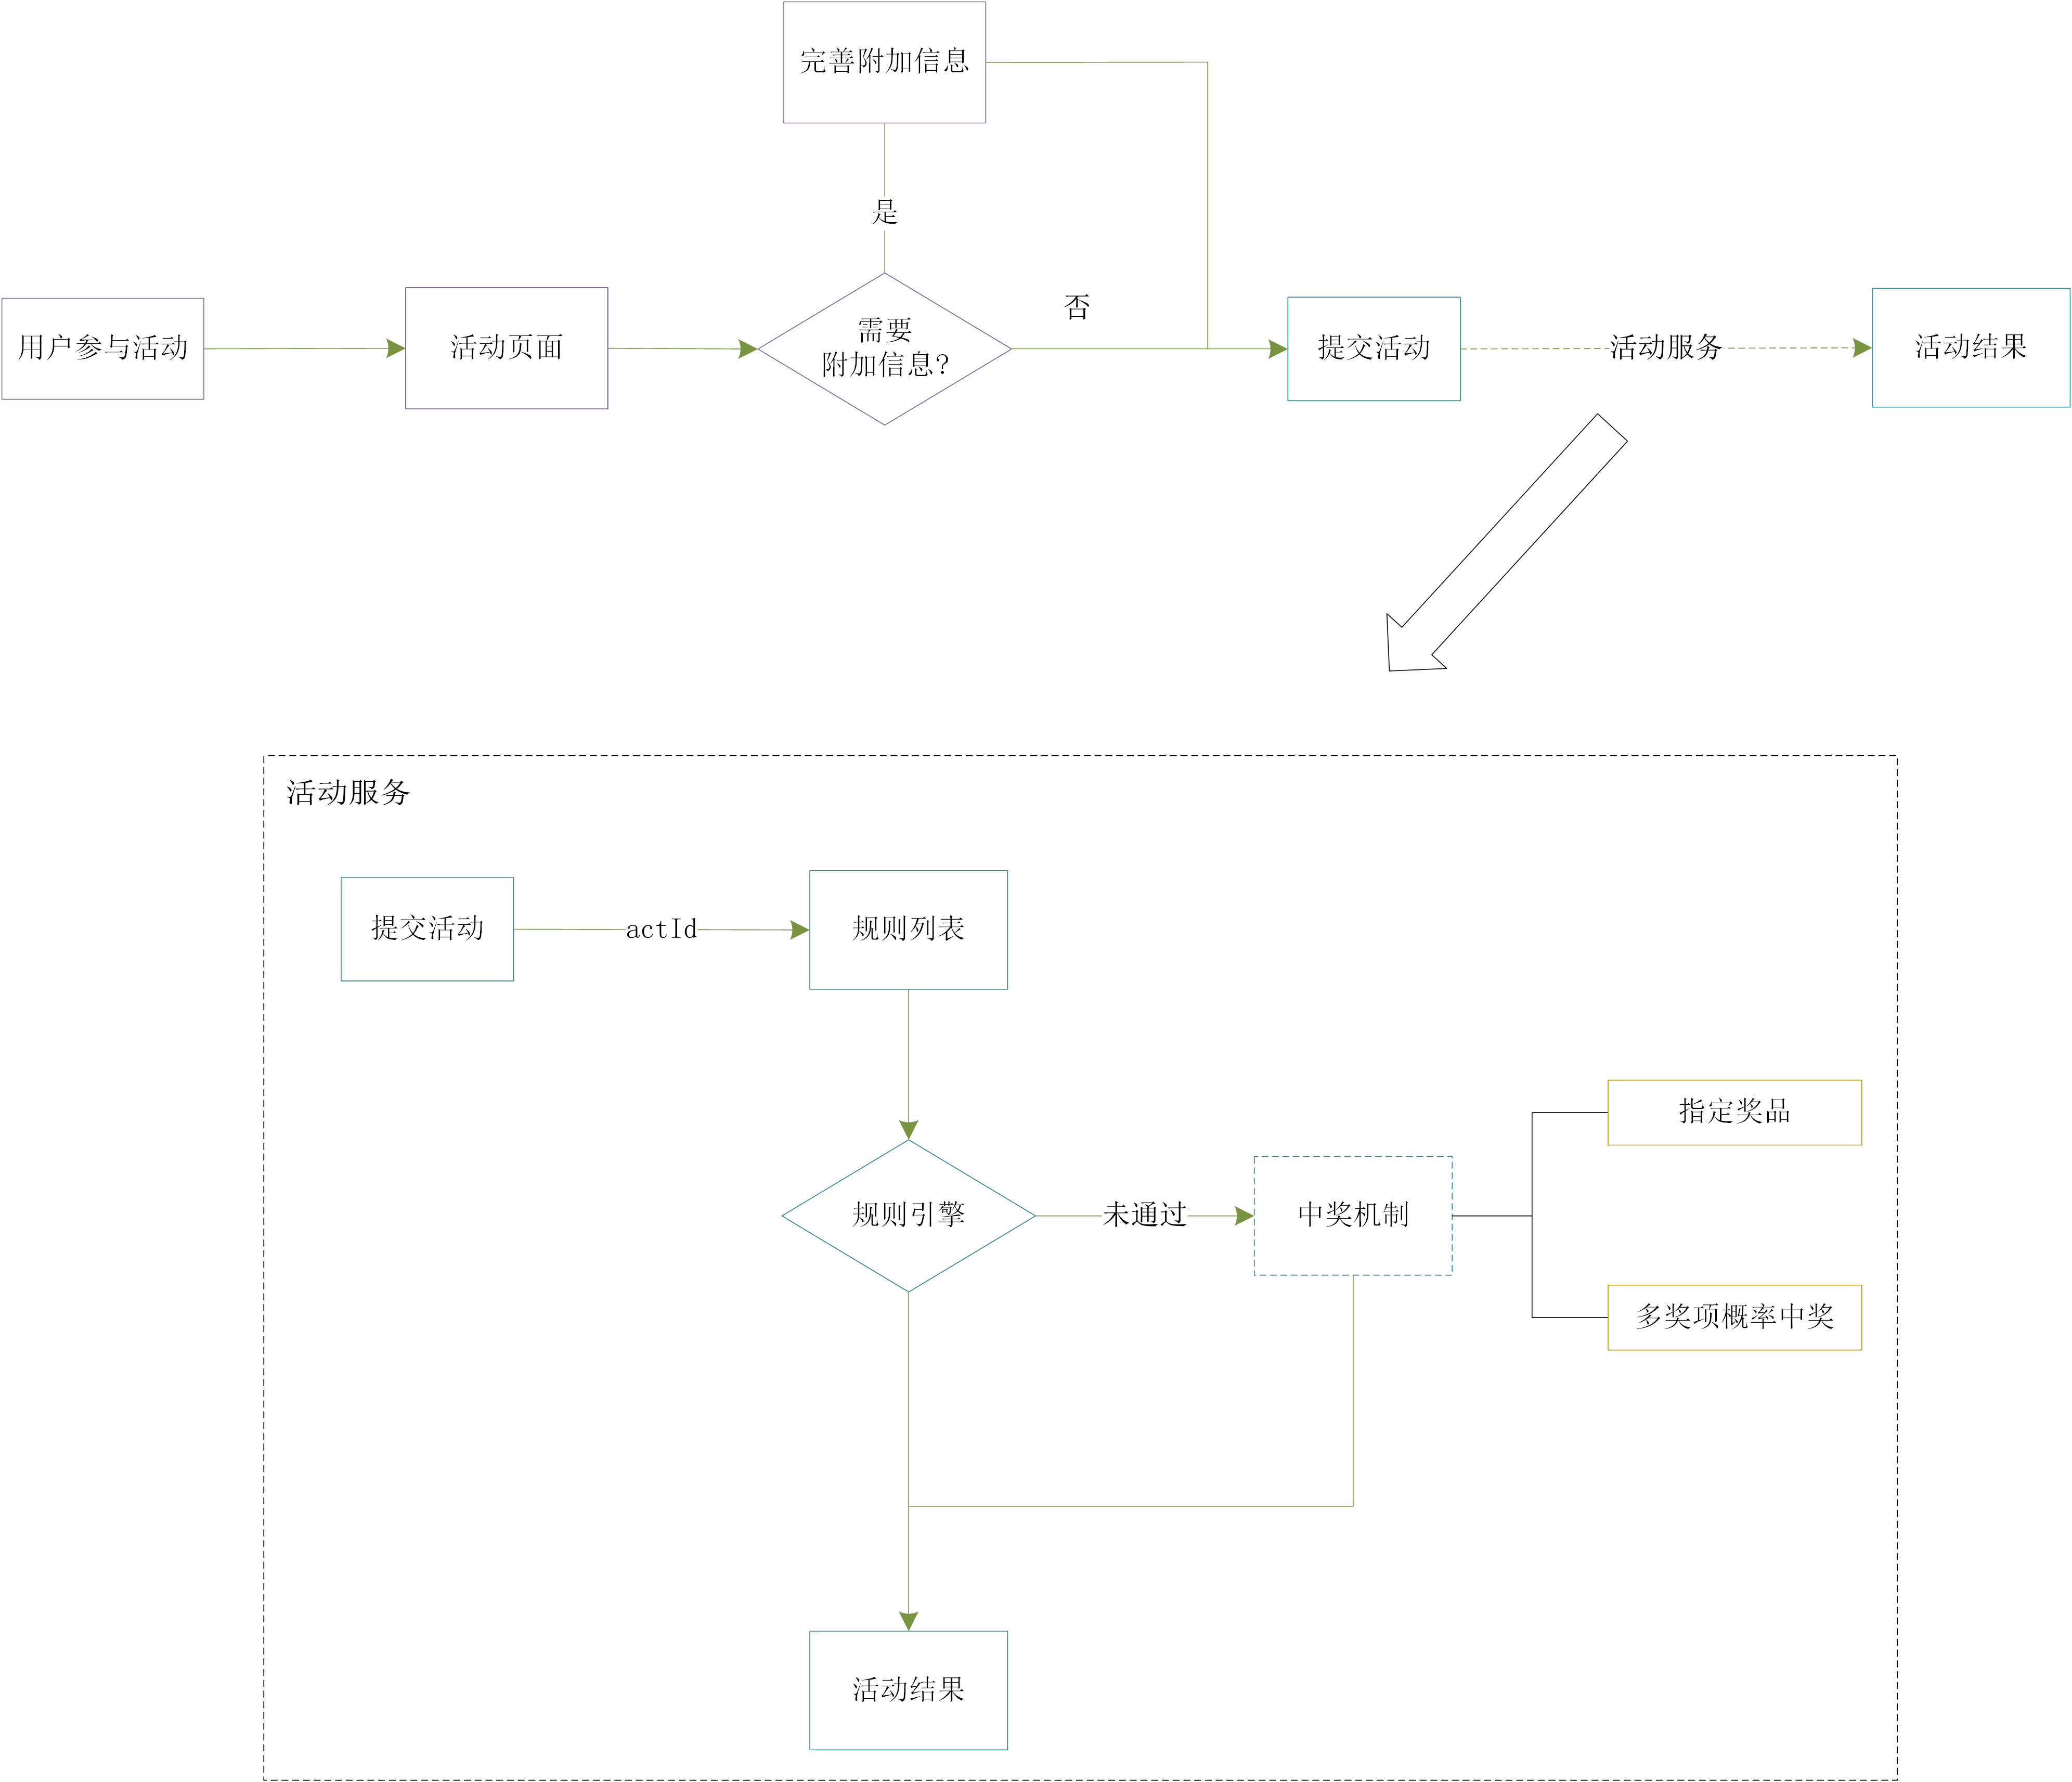 完善附加信息
是
用户参与活动
活动页面
需要
附加信息?
否
提交活动
活动服务
活动结果
活动服务
提交活动
actId
规则列表
规则引擎
未通过
中奖机制
指定奖品
多奖项概率中奖
活动结果